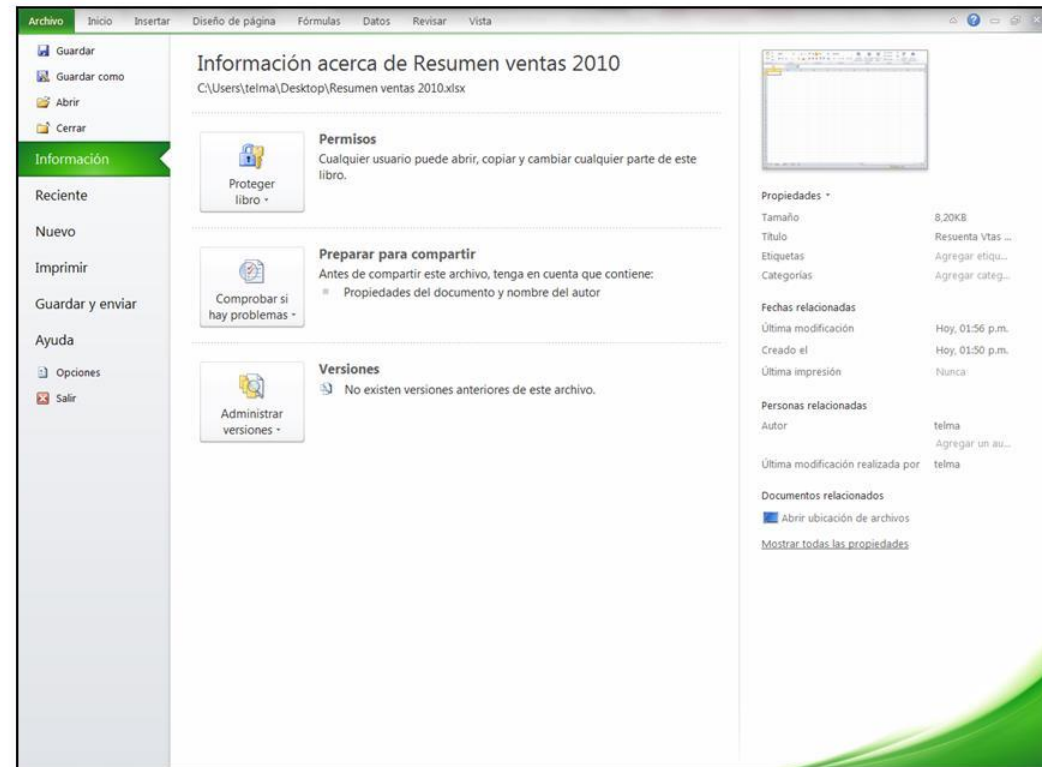 Archivo Inicio Insertar Diseño de página Fórmulas Datos Revisar Vista
Guardar
Guardar como
Abrir
Cerrar
Información
Reciente
Nuevo
Imprimir
Guardar y enviar
Ayuda
Opciones
Salir
Información acerca de Resumen ventas 2010
C:\Users\telma\Desktop\Resumen ventas 2010.xlsx
Proteger
libro
Permisos
Cualquier usuario puede abrir, copiar y cambiar cualquier parte de este
libro.
Comprobar si
hay problemas
Preparar para compartir
Antes de compartir este archivo, tenga en cuenta que contiene:
Propiedades del documento y nombre del autor
Administrar
versiones
Versiones
No existen versiones anteriores de este archivo.
Propiedades
Tamaño 8,20KB
Título Resuenta Vtas ...
Etiquetas Agregar etiqu...
Categorías Agregar categ...
Fechas relacionadas
Última modificación Hoy, 01:56 p.m.
Creado el Hoy, 01:50 p.m.
Última impresión Nunca
Personas relacionadas
Autor telma
Agregar un au...
Última modificación realizada por telma
Documentos relacionados
Abrir ubicación de archivos
Mostrar todas las propiedades